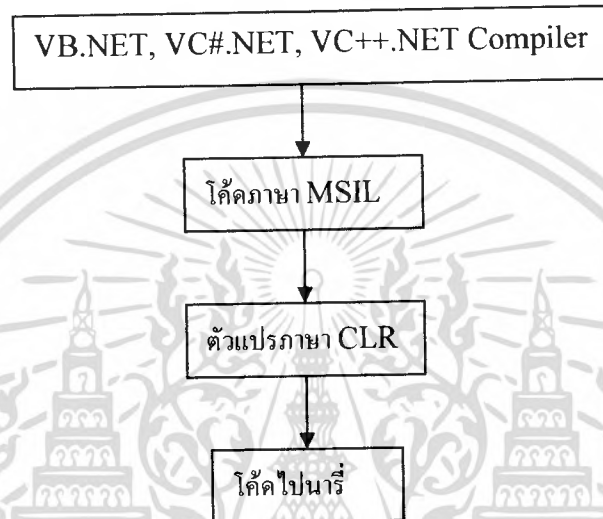 VB.NET, VC#.NET, VC++.NET Compiler
โค้ดภาษา MSIL
ตัวแปรภาษา CLR
โค้ดไปนารี่